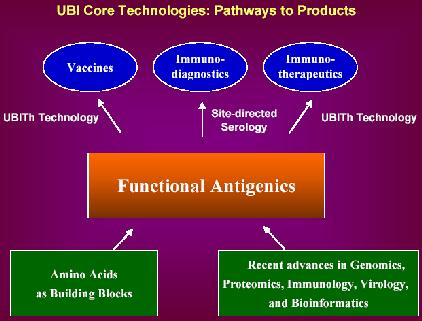 UBI Core Technologies: Pathways to Products
Vaccines
Immuno-
diagnostics
Immuno-
therapeutics
UBITh Technology
Site-directed
Serology
UBITh Technology
Functional Antigenics
Amino Acids
as Building Blocks
Recent advances in Genomics,
Proteomics, Immunology, Virology,
and Bioinformatics